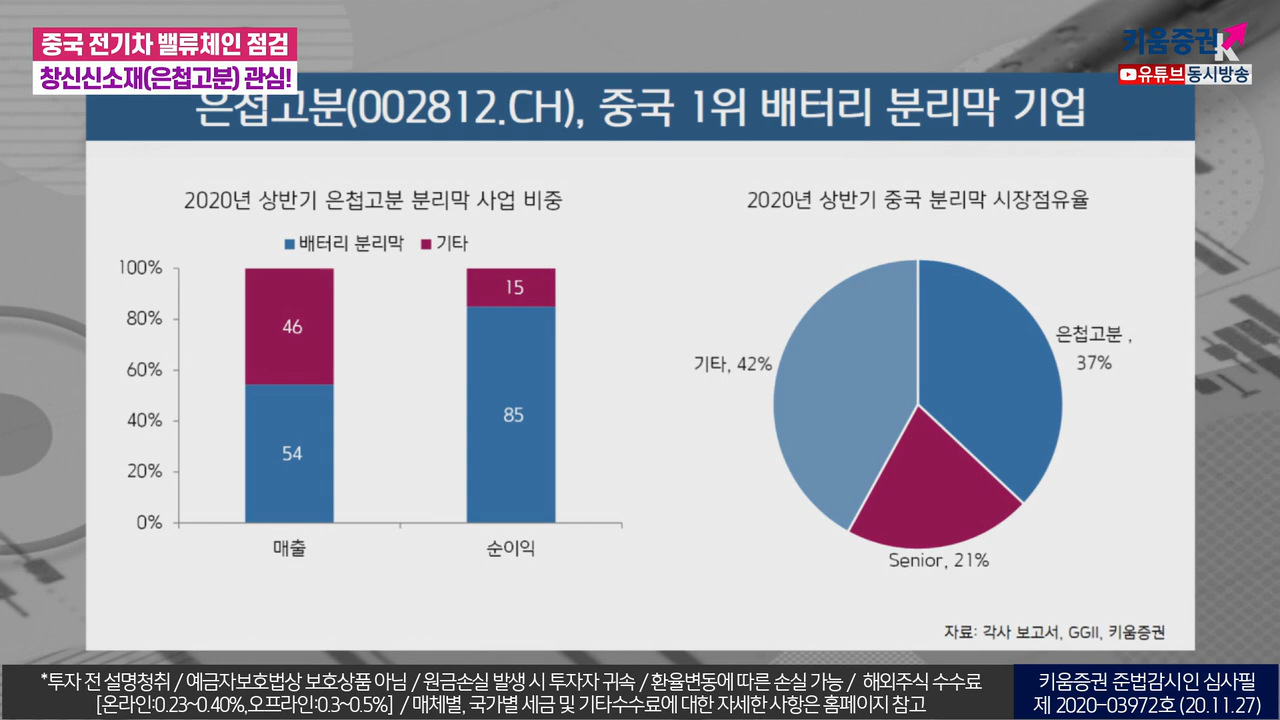 중국 전기차 밸류체인 점검
창신신소재(은첩고분) 관심!
키움증권
유튜브동시방송
은첩고분(002812.CH), 중국 1위 배터리 분리막 기업
2020년 상반기 은첩고분 분리막 사업 비중
배터리 분리막 기타
100%
80%
60%
40%
20%
0%
46
54
15
85
매출
순이익
2020년 상반기 중국 분리막 시장점유율
은첩고분 ,
37%
기타, 42%
Senior, 21%
자료: 각사 보고서, GGII, 키움증권
*투자 전 설명청취 / 예금자보호법상 보호상품 아님 / 원금손실 발생 시 투자자 귀속 / 환율변동에 따른 손실 가능 / 해외주식 수수료
[온라인:0.23~0.40%,오프라인:0.3~0.5%] / 매체별, 국가별 세금 및 기타수수료에 대한 자세한 사항은 홈페이지 참고
키움증권 준법감시인 심사필
제 2020-03972호 (20.11.27)